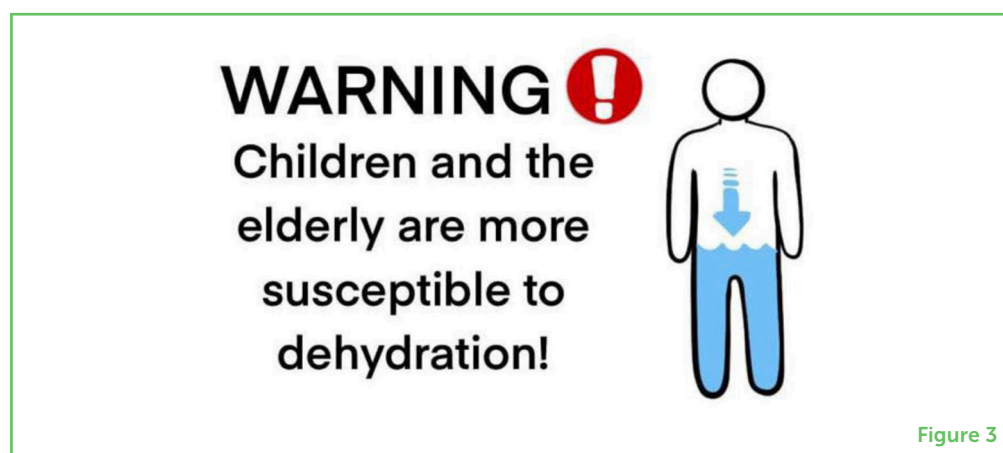 WARNING
Children and the
elderly are more
susceptible to
dehydration!
Figure 3